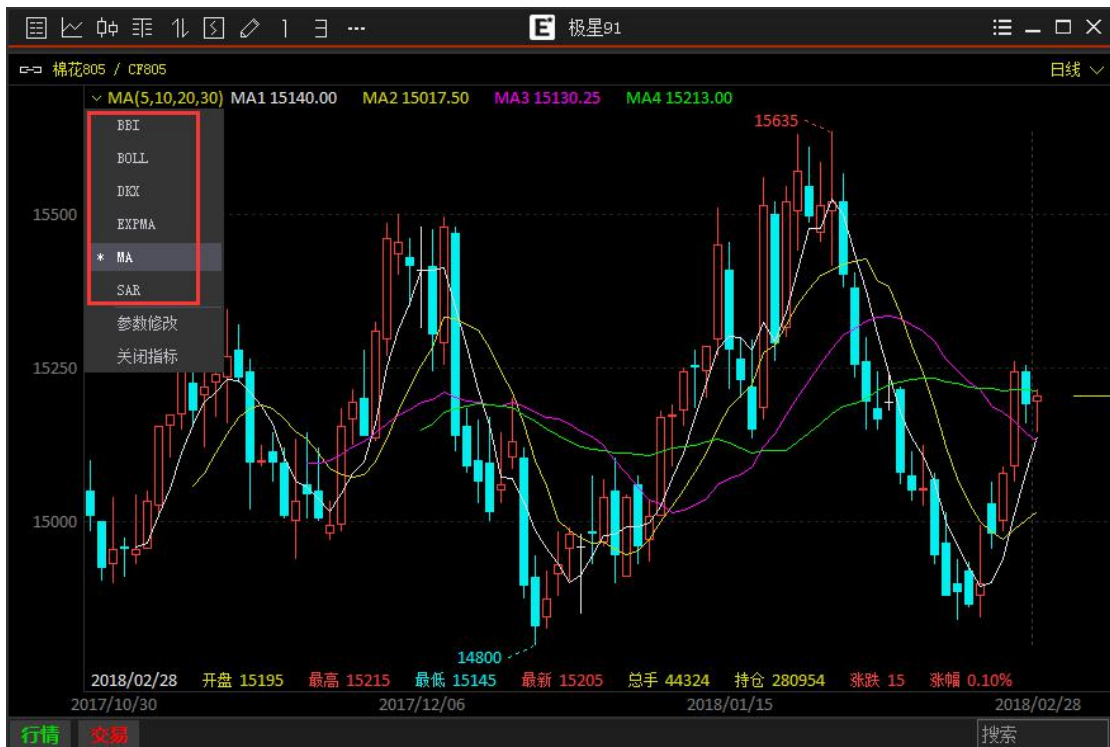 极星91
棉花805 / CF805 日线
MA(5,10,20,30) MA1 15140.00 MA2 15017.50 MA3 15130.25 MA4 15213.00
BBI
BOLL
DKX
EXPMA
* MA
SAR
参数修改
关闭指标
15635
15500
15250
15000
14800
2018/02/28 开盘 15195 最高 15215 最低 15145 最新 15205 总手 44324 持仓 280954 涨跌 15 涨幅 0.10%
2017/10/30 2017/12/06 2018/01/15 2018/02/28
行情 交易 搜索